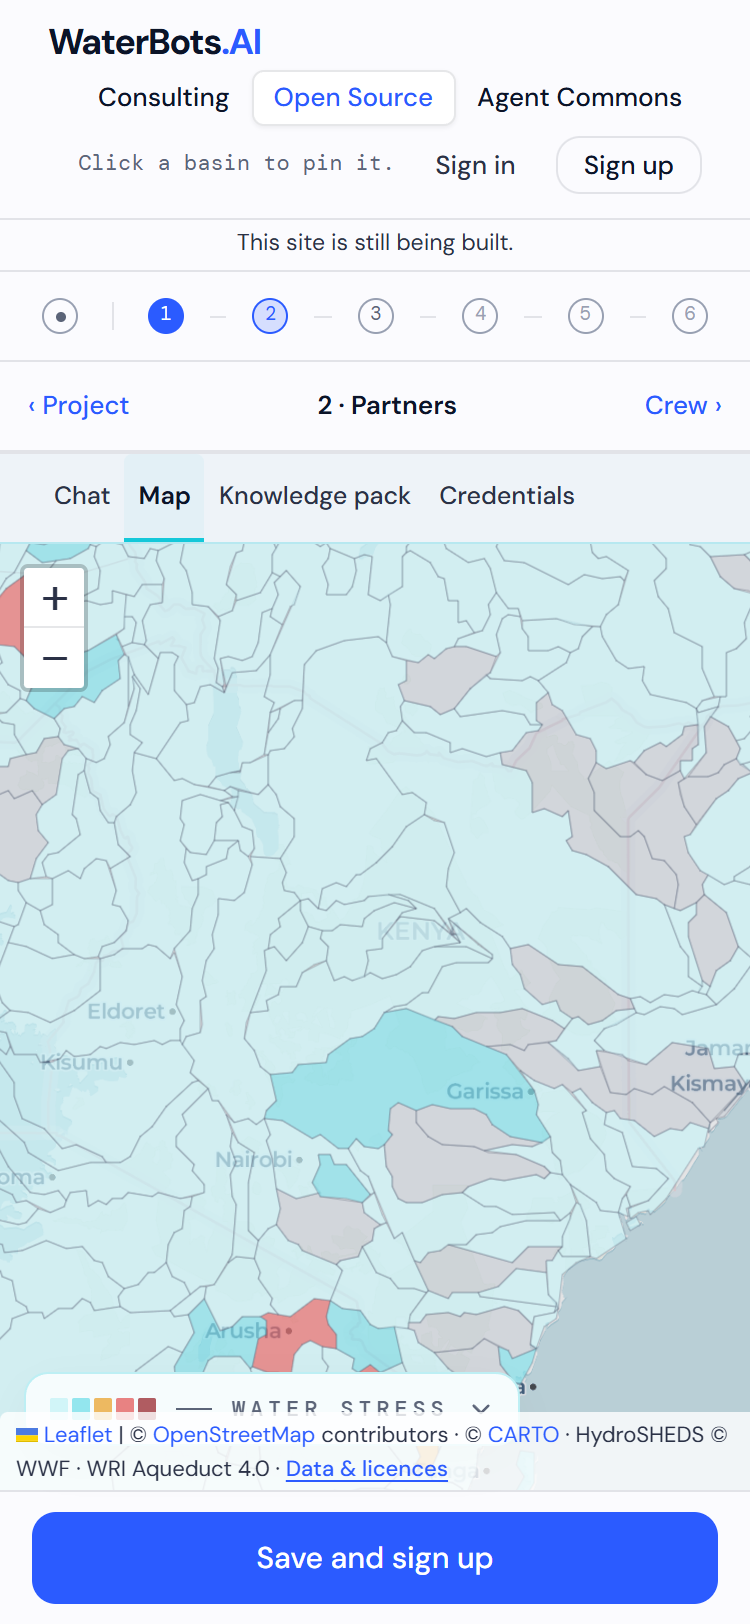 WaterBots.AI
Consulting Open Source Agent Commons
Click a basin to pin it. Sign in Sign up
This site is still being built.
1 2 3 4 5 6
‹ Project 2 · Partners Crew ›
Chat Map Knowledge pack Credentials
+
−
KENYA
Eldoret
Kisumu
Jamar
Kismay
Garissa
Nairobi
oma
Arusha
a
WATER STRESS
Leaflet | © OpenStreetMap contributors · © CARTO · HydroSHEDS ©
WWF · WRI Aqueduct 4.0 · Data & licences
ga
Save and sign up